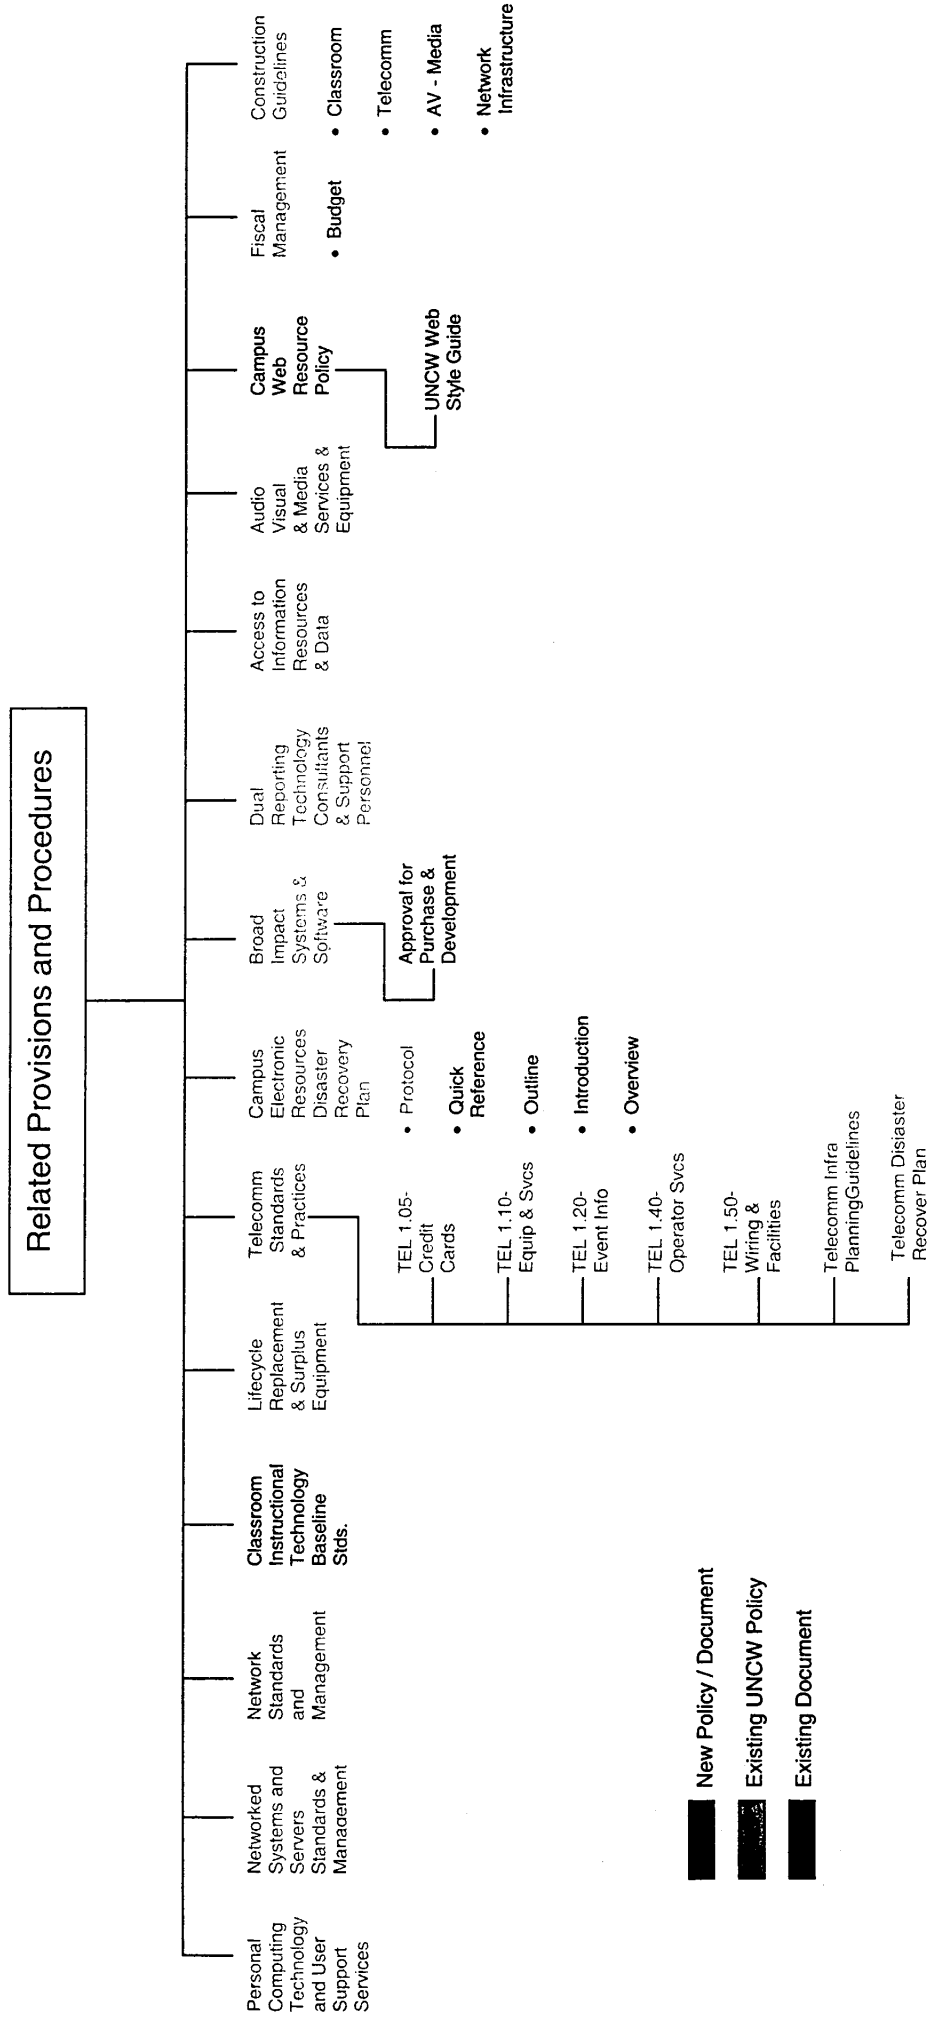 Related Provisions and Procedures
Personal
Computing
Technology
and User
Support
Services
Networked
Systems and
Servers
Standards &
Management
Network
Standards
and
Management
Classroom
Instructional
Technology
Baseline
Stds.
Lifecycle
Replacement
& Surplus
Equipment
Telecomm
Standards
& Practices
TEL 1.05-
Credit
Cards
TEL 1.10-
Equip & Svcs
TEL 1.20-
Event Info
TEL 1.40-
Operator Svcs
TEL 1.50-
Wiring &
Facilities
Telecomm Infra
PlanningGuidelines
Telecomm Disiaster
Recover Plan
Campus
Electronic
Resources
Disaster
Recovery
Plan
• Protocol
• Quick
Reference
• Outline
• Introduction
• Overview
Broad
Impact
Systems &
Software
Approval for
Purchase &
Development
Dual
Reporting
Technology
Consultants
& Support
Personnel
Access to
Information
Resources
& Data
Audio
Visual
& Media
Services &
Equipment
Campus
Web
Resource
Policy
UNCW Web
Style Guide
Fiscal
Management
• Budget
Construction
Guidelines
• Classroom
• Telecomm
• AV - Media
• Network
Infrastructure
New Policy / Document
Existing UNCW Policy
Existing Document